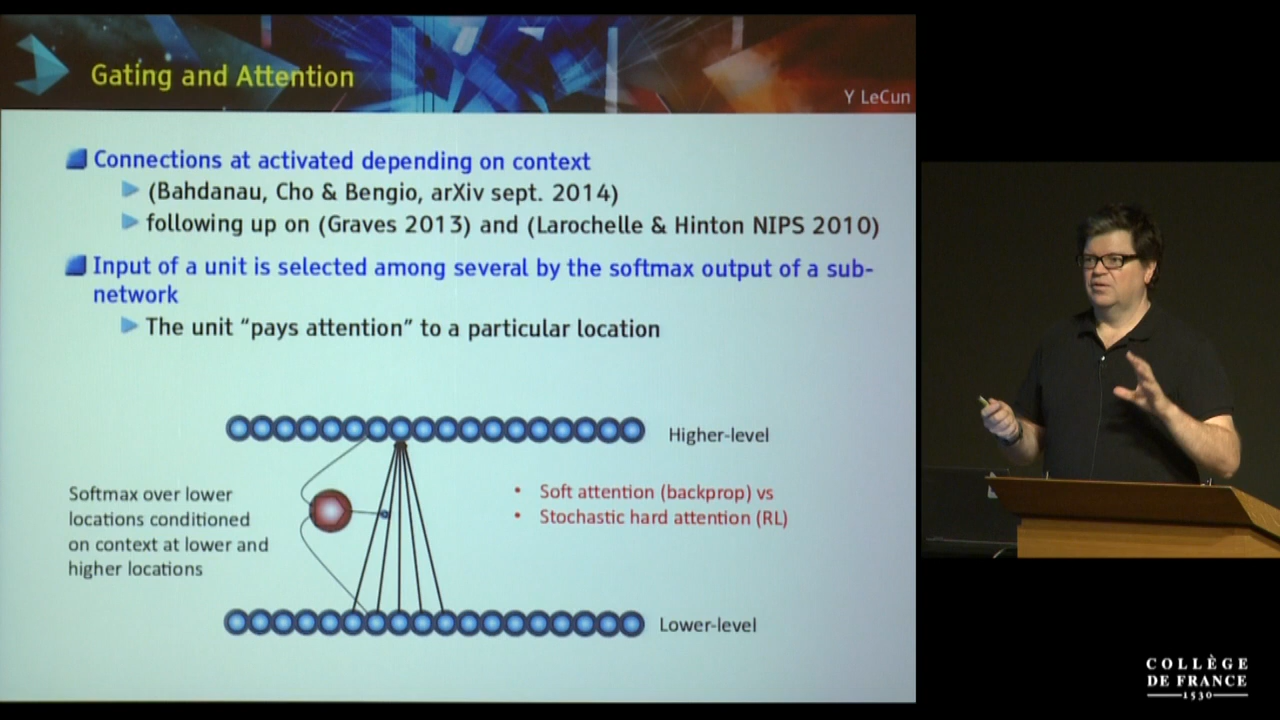 Gating and Attention
Y LeCun
Connections at activated depending on context
(Bahdanau, Cho & Bengio, arXiv sept. 2014)
following up on (Graves 2013) and (Larochelle & Hinton NIPS 2010)
Input of a unit is selected among several by the softmax output of a sub-
network
The unit “pays attention” to a particular location
Higher-level
Softmax over lower
locations conditioned
on context at lower and
higher locations
• Soft attention (backprop) vs
• Stochastic hard attention (RL)
Lower-level
COLLÈGE
DE FRANCE
1530